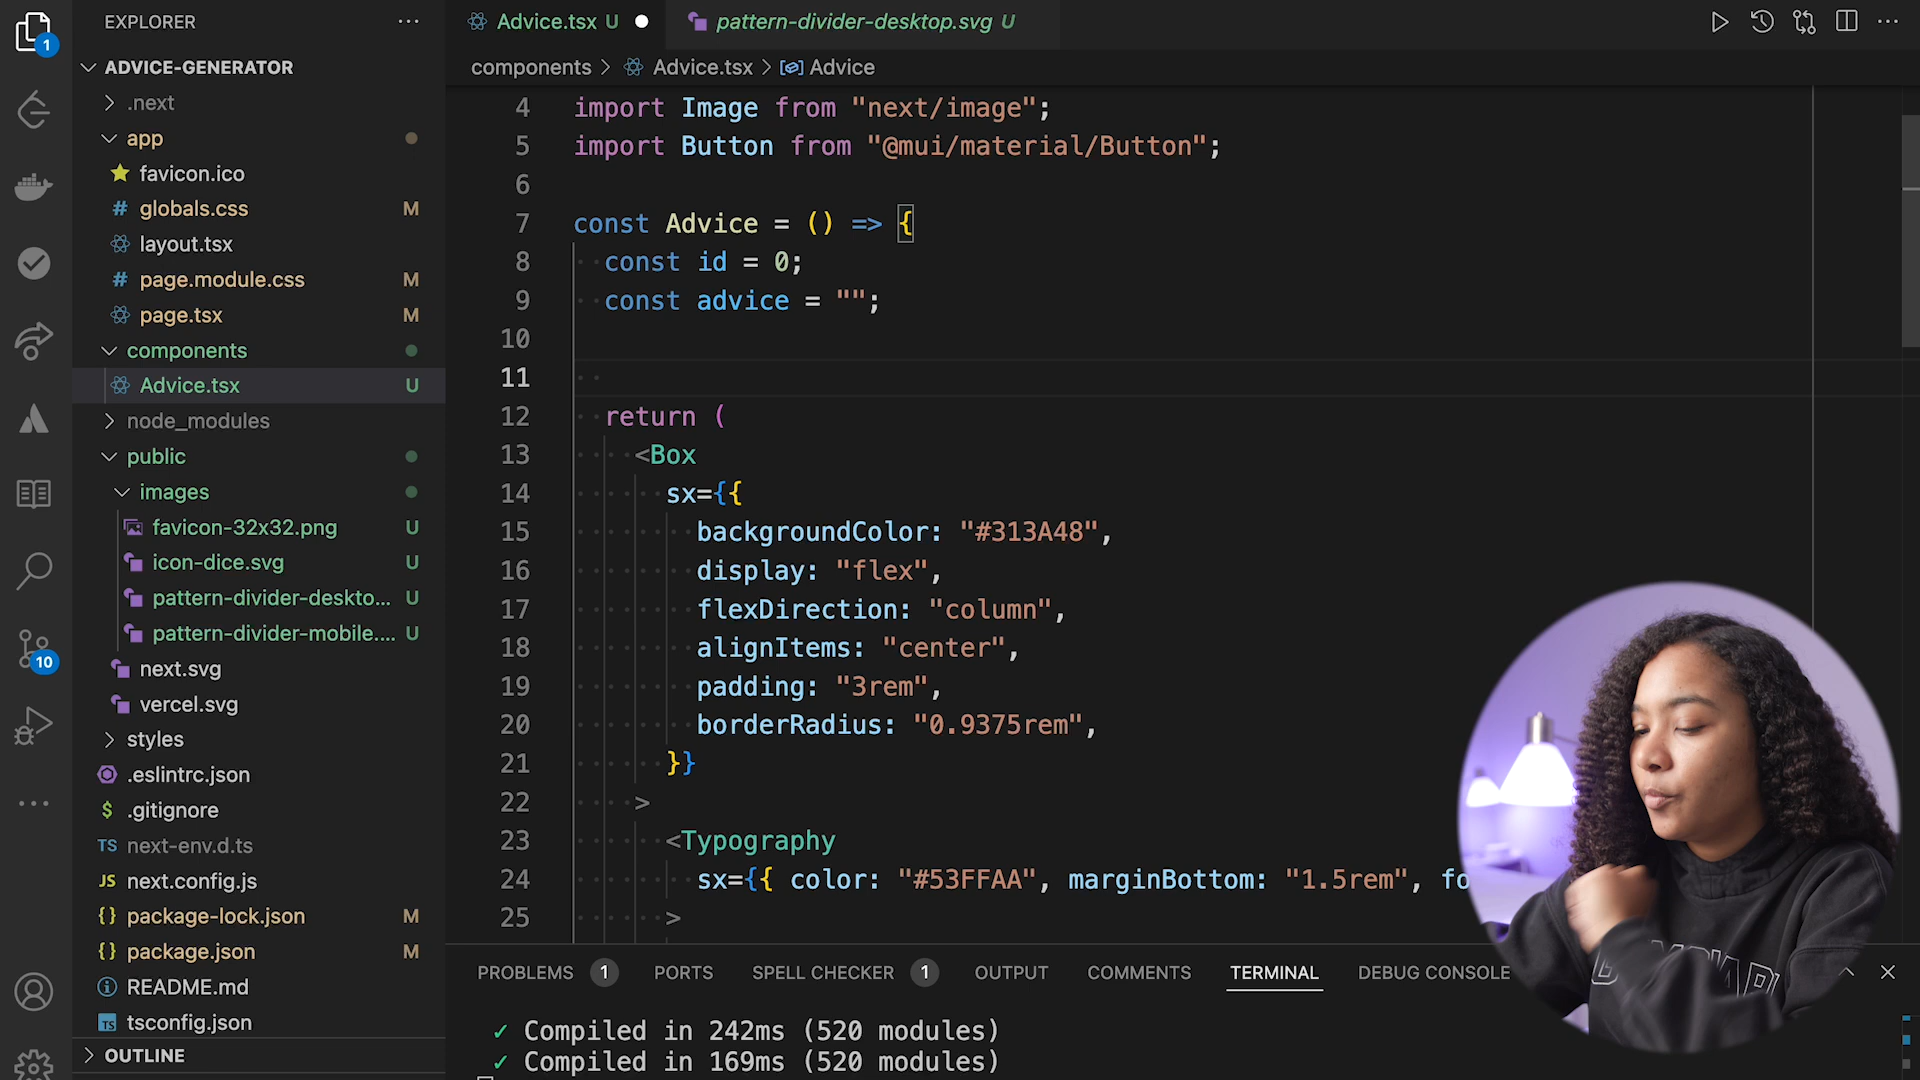 EXPLORER
ADVICE-GENERATOR
.next
app
favicon.ico
globals.css M
layout.tsx
page.module.css M
page.tsx M
components
Advice.tsx U
node_modules
public
images
favicon-32x32.png U
icon-dice.svg U
pattern-divider-deskto... U
pattern-divider-mobile.... U
next.svg
vercel.svg
styles
.eslintrc.json
$ .gitignore
TS next-env.d.ts
JS next.config.js
{} package-lock.json M
{} package.json M
README.md
TS tsconfig.json
OUTLINE
1
10
Advice.tsx U
pattern-divider-desktop.svg U
components > Advice.tsx > Advice
4 import Image from "next/image";
5 import Button from "@mui/material/Button";
6
7 const Advice = () => {
8 const id = 0;
9 const advice = "";
10
11
12 return (
13 <Box
14 sx={{
15 backgroundColor: "#313A48",
16 display: "flex",
17 flexDirection: "column",
18 alignItems: "center",
19 padding: "3rem",
20 borderRadius: "0.9375rem",
21 }}
22 >
23 <Typography
24 sx={{ color: "#53FFAA", marginBottom: "1.5rem", fo
25 >
PROBLEMS 1 PORTS SPELL CHECKER 1 OUTPUT COMMENTS TERMINAL DEBUG CONSOLE
✓ Compiled in 242ms (520 modules)
✓ Compiled in 169ms (520 modules)